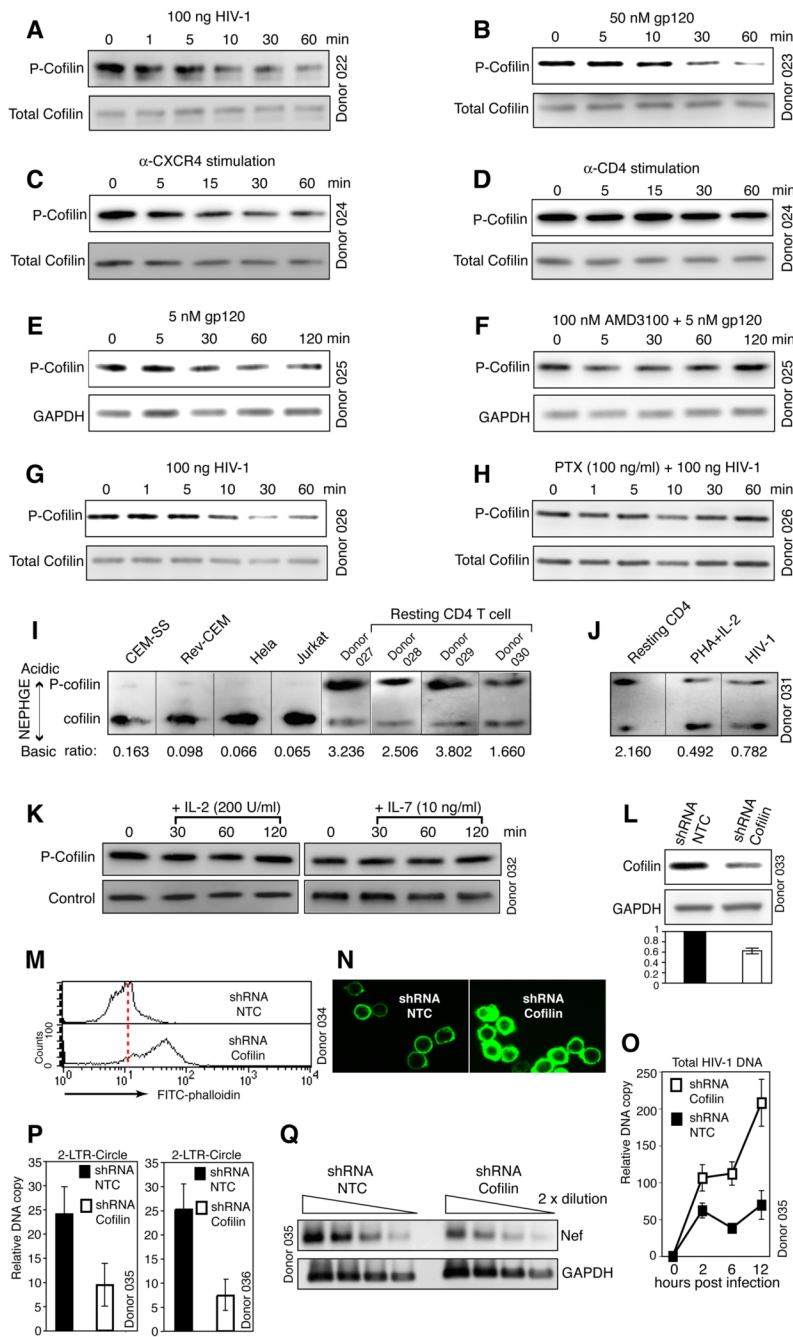 A
100 ng HIV-1
0 1 5 10 30 60 min
P-Cofilin
Total Cofilin
Donor 022
B
50 nM gp120
0 5 10 30 60 min
P-Cofilin
Total Cofilin
Donor 023
C
α-CXCR4 stimulation
0 5 15 30 60 min
P-Cofilin
Total Cofilin
Donor 024
D
α-CD4 stimulation
0 5 15 30 60 min
P-Cofilin
Total Cofilin
Donor 024
E
5 nM gp120
0 5 30 60 120 min
P-Cofilin
GAPDH
Donor 025
F
100 nM AMD3100 + 5 nM gp120
0 5 30 60 120 min
P-Cofilin
GAPDH
Donor 025
G
100 ng HIV-1
0 1 5 10 30 60 min
P-Cofilin
Total Cofilin
Donor 026
H
PTX (100 ng/ml) + 100 ng HIV-1
0 1 5 10 30 60 min
P-Cofilin
Total Cofilin
Donor 026
I
Resting CD4 T cell
CEM-SS Rev-CEM Hela Jurkat Donor 027 Donor 028 Donor 029 Donor 030
Acidic
NEPHGE
P-cofilin
cofilin
Basic ratio: 0.163 0.098 0.066 0.065 3.236 2.506 3.802 1.660
J
Resting CD4 PHA+IL-2 HIV-1
2.160 0.492 0.782
Donor 031
K
+ IL-2 (200 U/ml) + IL-7 (10 ng/ml)
0 30 60 120 0 30 60 120 min
P-Cofilin
Control
Donor 032
L
shRNA NTC shRNA Cofilin
Cofilin
GAPDH
Donor 033
1
0.8
0.6
0.4
0.2
0
M
shRNA
NTC
shRNA
Cofilin
Counts
100
0
10⁰ 10¹ 10² 10³ 10⁴
FITC-phalloidin
Donor 034
N
shRNA
NTC
shRNA
Cofilin
O
Total HIV-1 DNA
shRNA
Cofilin
shRNA
NTC
Relative DNA copy
250
200
150
100
50
0
0 2 6 12
hours post infection
Donor 035
P
2-LTR-Circle
shRNA
NTC
shRNA
Cofilin
Relative DNA copy
35
30
25
20
15
10
5
0
Donor 035
2-LTR-Circle
shRNA
NTC
shRNA
Cofilin
35
30
25
20
15
10
5
0
Donor 036
Q
shRNA
NTC
shRNA
Cofilin
2 x dilution
Nef
GAPDH
Donor 035